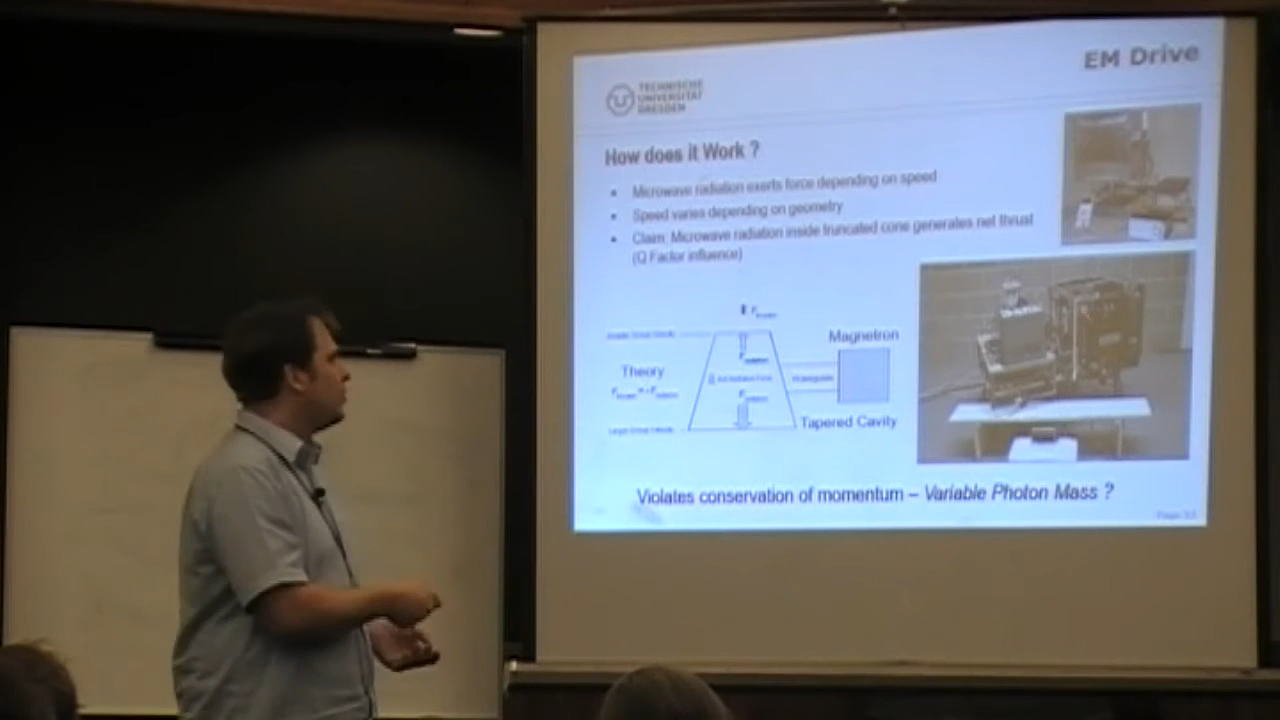 EM Drive
TECHNISCHE
UNIVERSITÄT
DRESDEN
How does it Work ?
• Microwave radiation exerts force depending on speed
• Speed varies depending on geometry
• Claim: Microwave radiation inside truncated cone generates net thrust
(Q Factor influence)
Magnetron
Theory
Waveguide
Tapered Cavity
Violates conservation of momentum – Variable Photon Mass ?